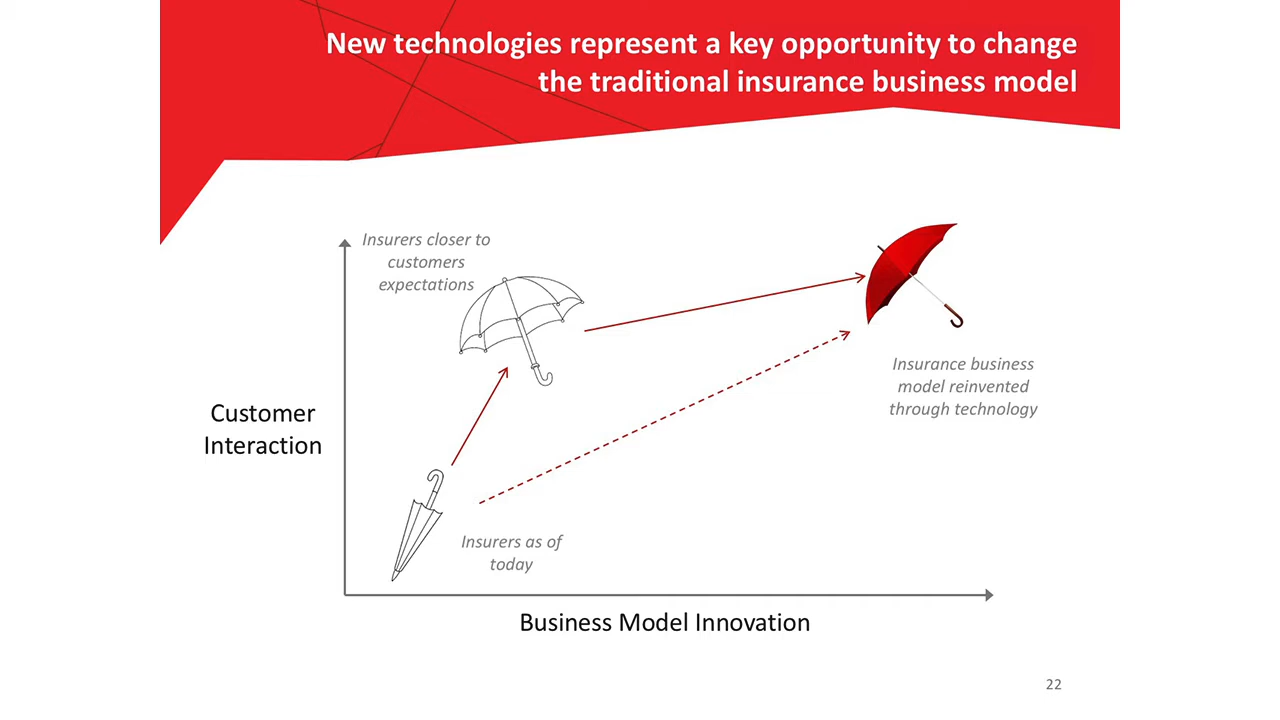 New technologies represent a key opportunity to change
the traditional insurance business model
Insurers closer to
customers
expectations
Insurance business
model reinvented
through technology
Customer
Interaction
Insurers as of
today
Business Model Innovation
22